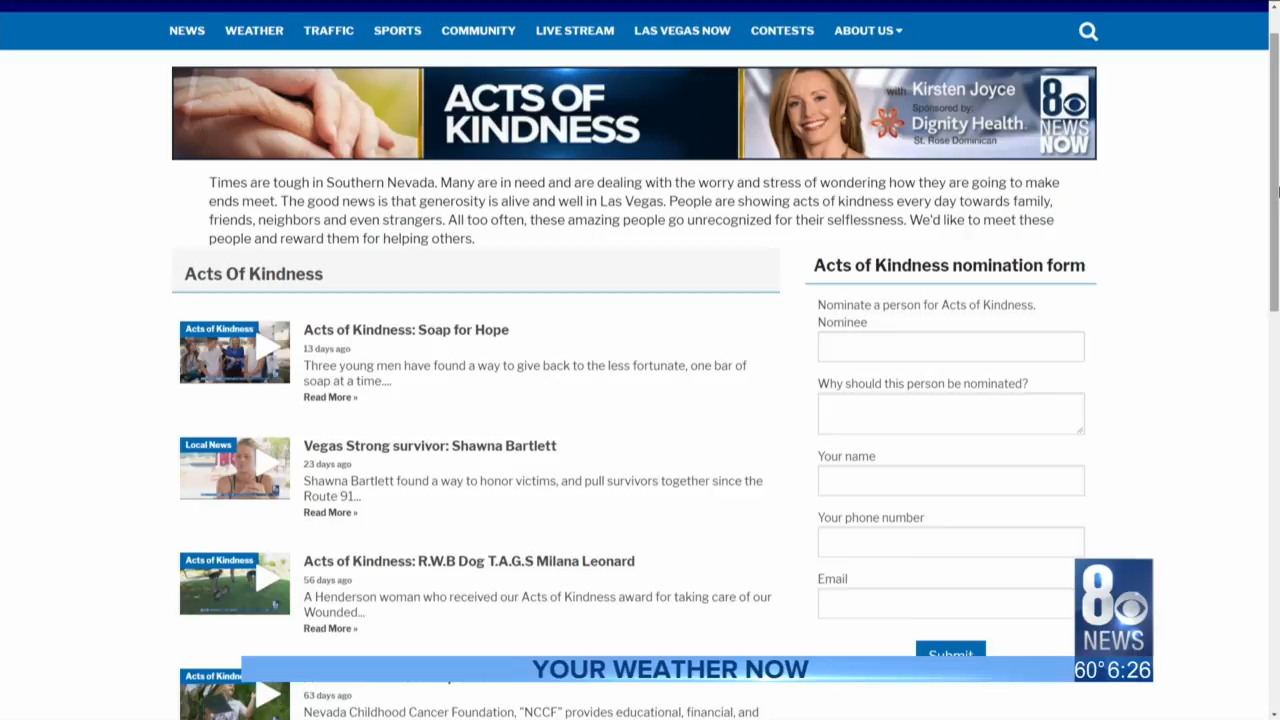 NEWS WEATHER TRAFFIC SPORTS COMMUNITY LIVE STREAM LAS VEGAS NOW CONTESTS ABOUT US
ACTS OF
KINDNESS
with Kirsten Joyce
Sponsored by:
Dignity Health.
St. Rose Dominican
8
NEWS
NOW
Times are tough in Southern Nevada. Many are in need and are dealing with the worry and stress of wondering how they are going to make
ends meet. The good news is that generosity is alive and well in Las Vegas. People are showing acts of kindness every day towards family,
friends, neighbors and even strangers. All too often, these amazing people go unrecognized for their selflessness. We'd like to meet these
people and reward them for helping others.
Acts Of Kindness
Acts of Kindness
Acts of Kindness: Soap for Hope
13 days ago
Three young men have found a way to give back to the less fortunate, one bar of
soap at a time....
Read More »
Local News
Vegas Strong survivor: Shawna Bartlett
23 days ago
Shawna Bartlett found a way to honor victims, and pull survivors together since the
Route 91...
Read More »
Acts of Kindness
Acts of Kindness: R.W.B Dog T.A.G.S Milana Leonard
56 days ago
A Henderson woman who received our Acts of Kindness award for taking care of our
Wounded...
Read More »
Acts of Kindn
63 days ago
Nevada Childhood Cancer Foundation, "NCCF" provides educational, financial, and
Acts of Kindness nomination form
Nominate a person for Acts of Kindness.
Nominee
Why should this person be nominated?
Your name
Your phone number
Email
Submit
YOUR WEATHER NOW
8
NEWS
60° 6:26